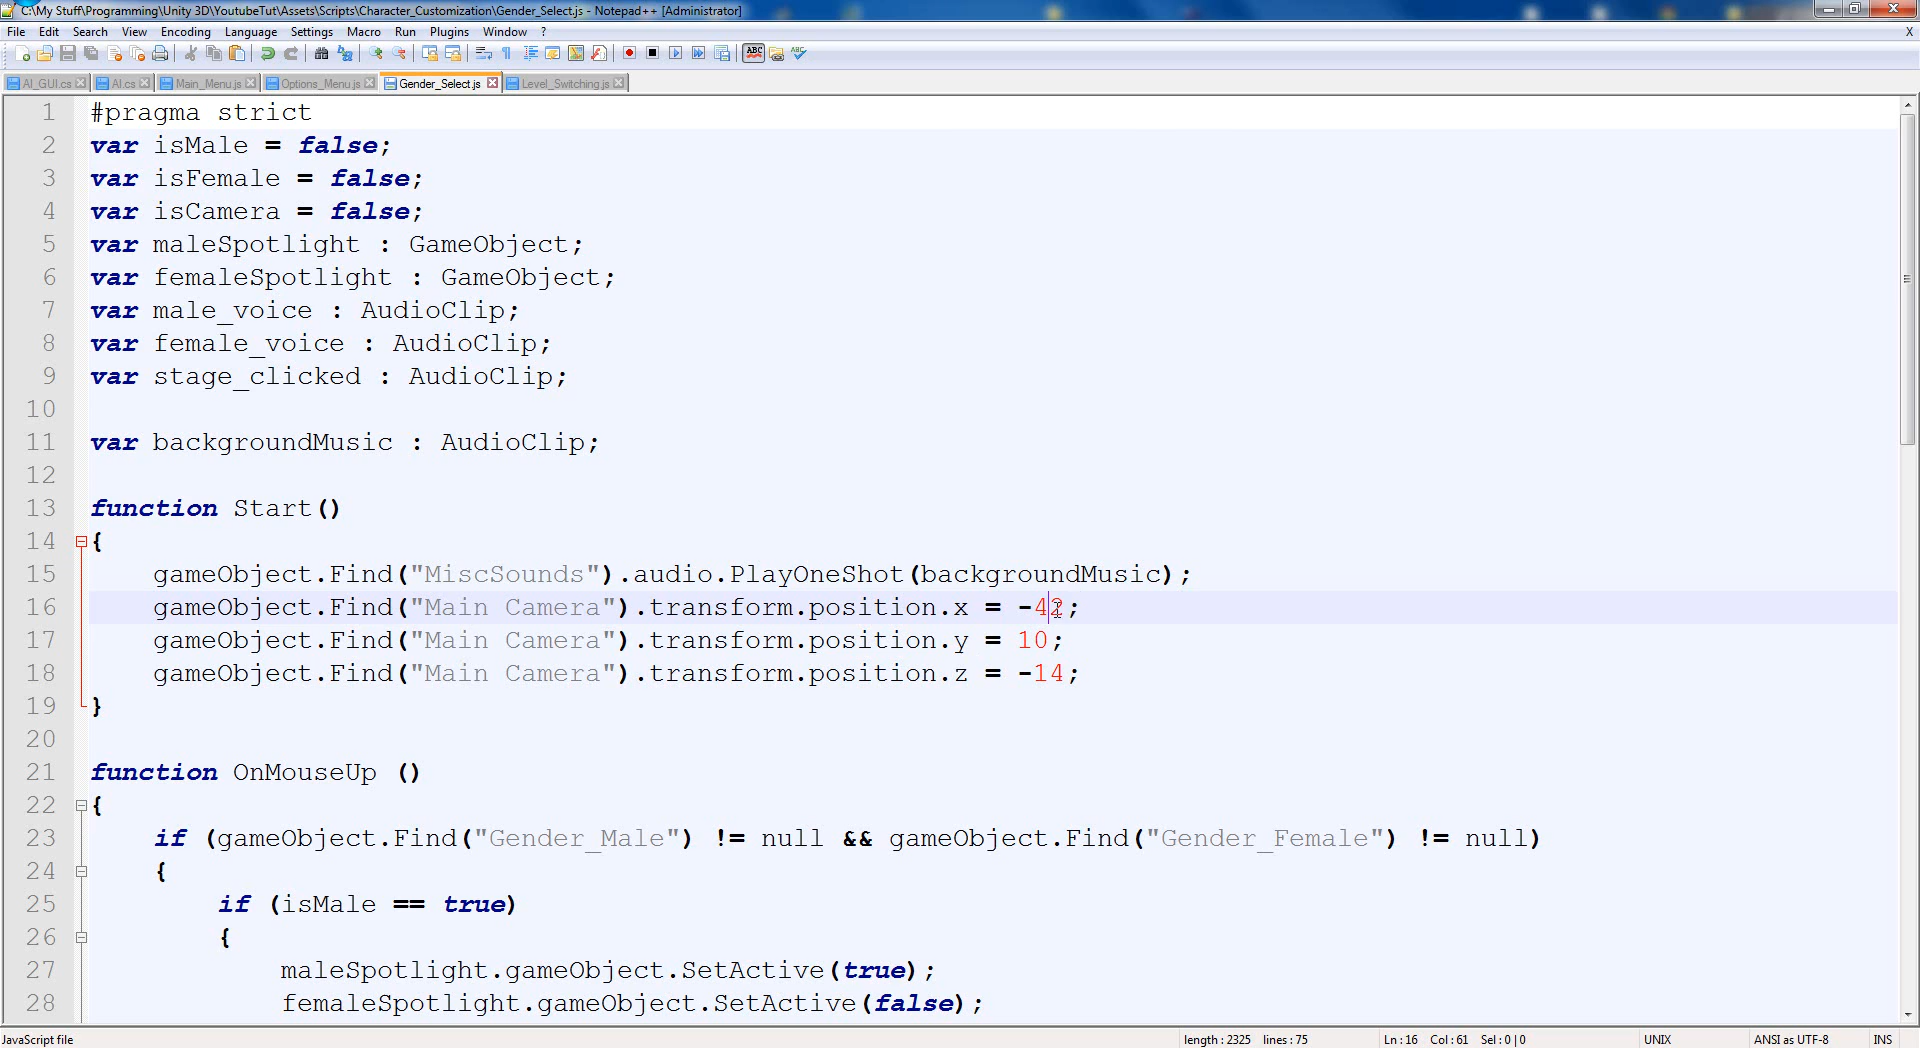 C:\My Stuff\Programming\Unity 3D\YoutubeTut\Assets\Scripts\Character_Customization\Gender_Select.js - Notepad++ [Administrator]
File Edit Search View Encoding Language Settings Macro Run Plugins Window ? X
ABC ABC
AI_GUI.cs AI.cs Main_Menu.js Options_Menu.js Gender_Select.js Level_Switching.js
1 #pragma strict
2 var isMale = false;
3 var isFemale = false;
4 var isCamera = false;
5 var maleSpotlight : GameObject;
6 var femaleSpotlight : GameObject;
7 var male_voice : AudioClip;
8 var female_voice : AudioClip;
9 var stage_clicked : AudioClip;
10
11 var backgroundMusic : AudioClip;
12
13 function Start()
14 {
15 gameObject.Find("MiscSounds").audio.PlayOneShot(backgroundMusic);
16 gameObject.Find("Main Camera").transform.position.x = -42;
17 gameObject.Find("Main Camera").transform.position.y = 10;
18 gameObject.Find("Main Camera").transform.position.z = -14;
19 }
20
21 function OnMouseUp ()
22 {
23 if (gameObject.Find("Gender_Male") != null && gameObject.Find("Gender_Female") != null)
24 {
25 if (isMale == true)
26 {
27 maleSpotlight.gameObject.SetActive(true);
28 femaleSpotlight.gameObject.SetActive(false);
JavaScript file length : 2325 lines : 75 Ln : 16 Col : 61 Sel : 0 | 0 UNIX ANSI as UTF-8 INS